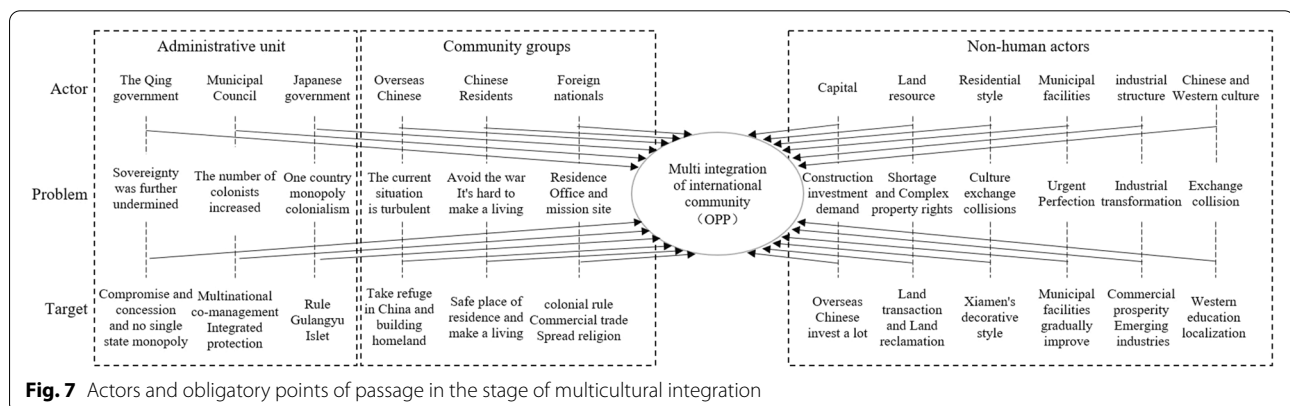 Administrative unit
Community groups
Non-human actors
Actor
The Qing
government
Municipal
Council
Japanese
government
Overseas
Chinese
Chinese
Residents
Foreign
nationals
Capital
Land
resource
Residential
style
Municipal
facilities
industrial
structure
Chinese and
Western culture
Problem
Sovereignty
was further
undermined
The number of
colonists
increased
One country
monopoly
colonialism
The current
situation
is turbulent
Avoid the war
It's hard to
make a living
Residence
Office and
mission site
Multi integration
of international
community
（OPP）
Construction
investment
demand
Shortage
and Complex
property rights
Culture
exchange
collisions
Urgent
Perfection
Industrial
transformation
Exchange
collision
Target
Compromise and
concession
and no single
state monopoly
Multinational
co-management
Integrated
protection
Rule
Gulangyu
Islet
Take refuge
in China and
building
homeland
Safe place of
residence and
make a living
colonial rule
Commercial trade
Spread religion
Overseas
Chinese
invest a lot
Land
transaction
and Land
reclamation
Xiamen's
decorative
style
Municipal
facilities
gradually
improve
Commercial
prosperity
Emerging
industries
Western
education
localization
Fig. 7 Actors and obligatory points of passage in the stage of multicultural integration